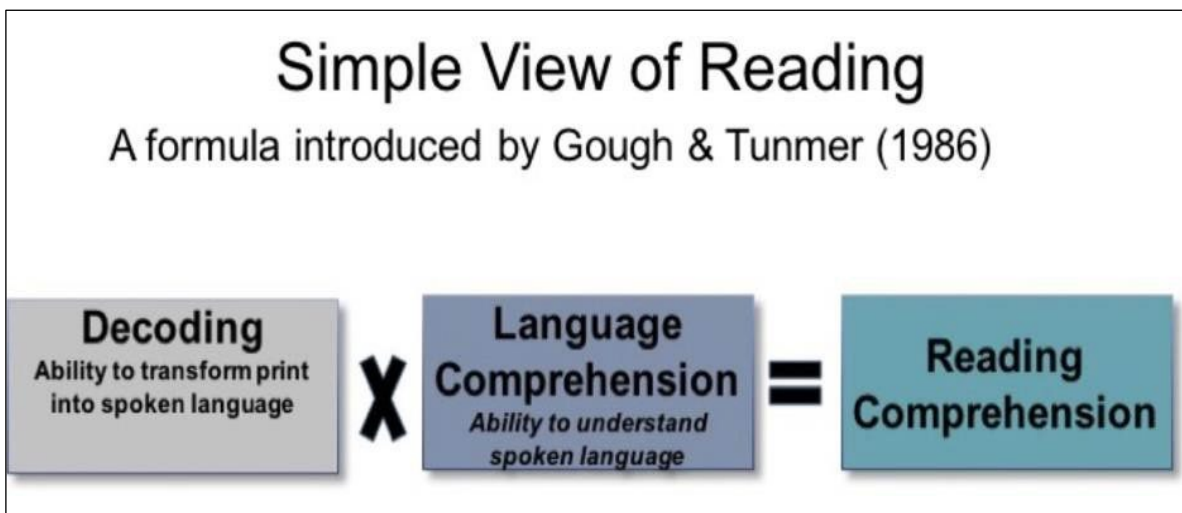 Simple View of Reading
A formula introduced by Gough & Tunmer (1986)
Decoding
Ability to transform print
into spoken language
X
Language
Comprehension
Ability to understand
spoken language
=
Reading
Comprehension